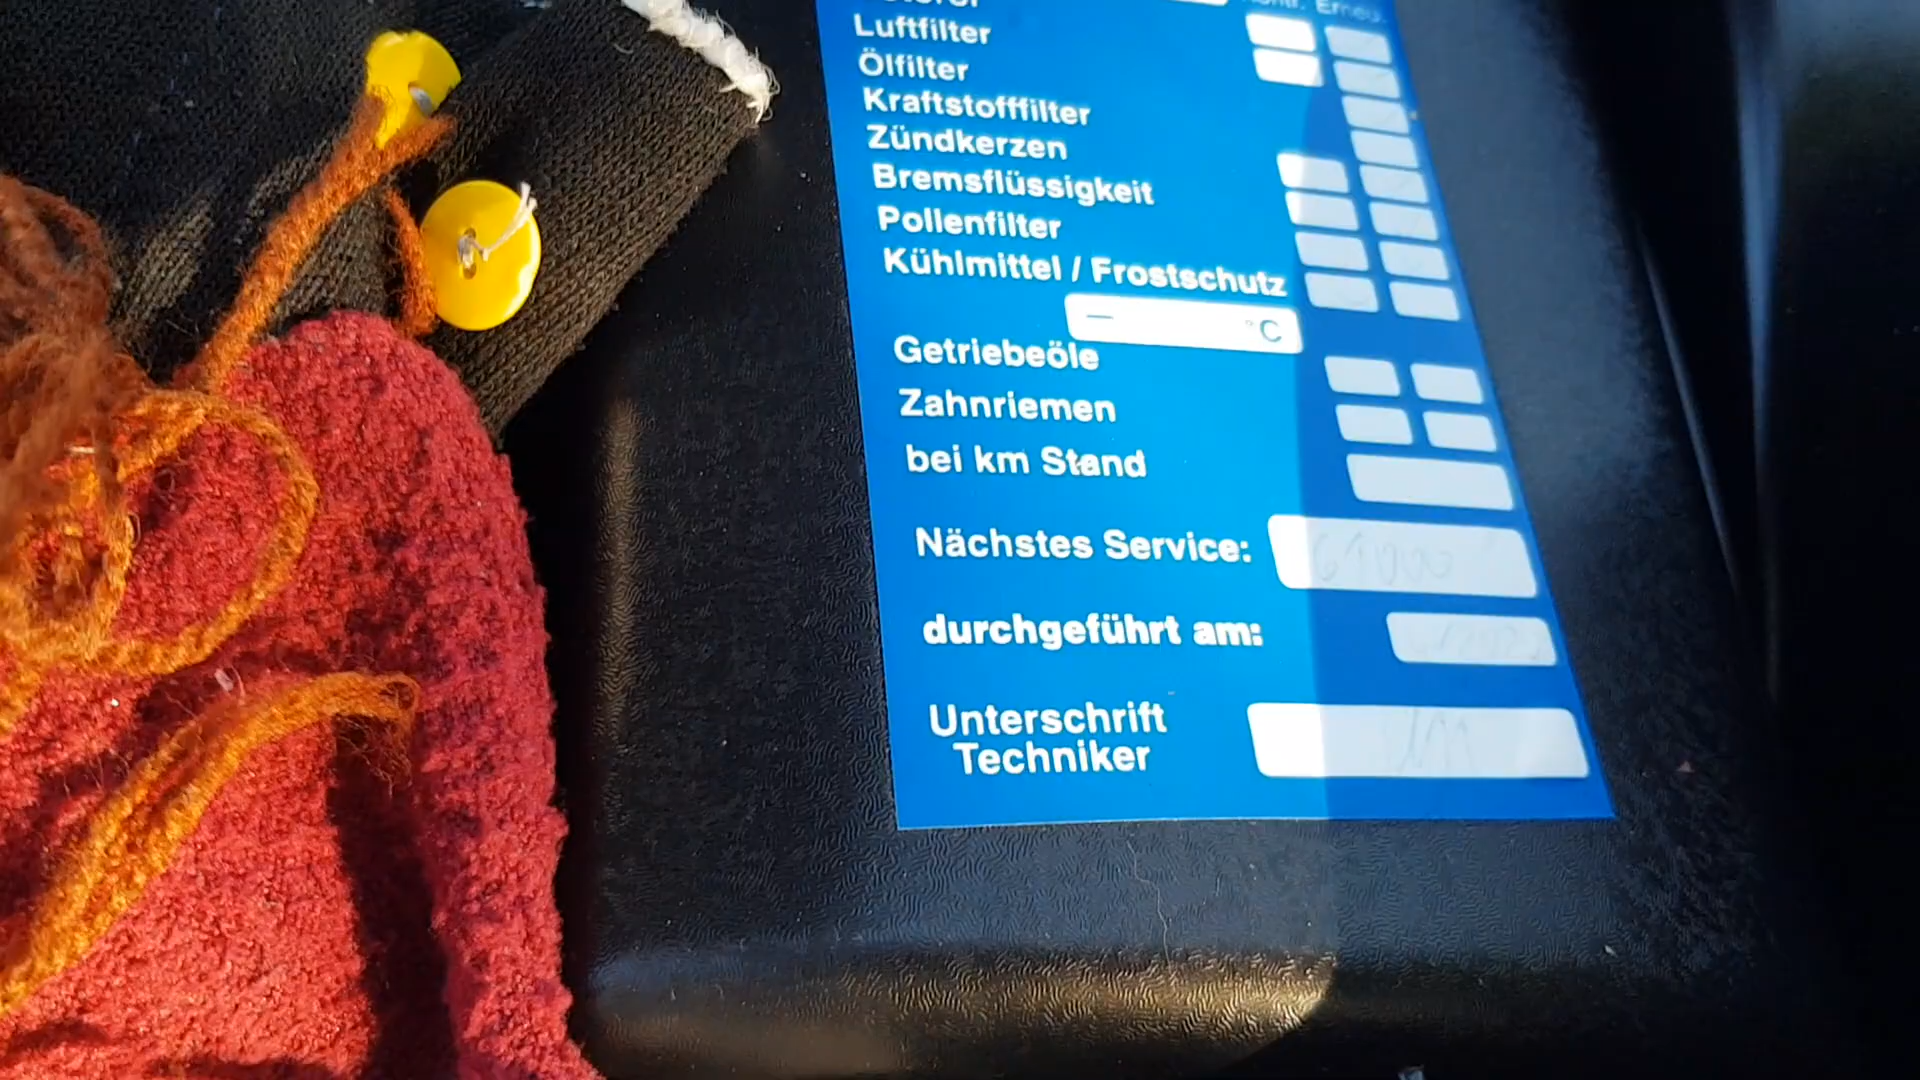 Luftfilter
Ölfilter
Kraftstofffilter
Zündkerzen
Bremsflüssigkeit
Pollenfilter
Kühlmittel / Frostschutz
– °C
Getriebeöle
Zahnriemen
bei km Stand
Nächstes Service: 61000
durchgeführt am:
Unterschrift
Techniker